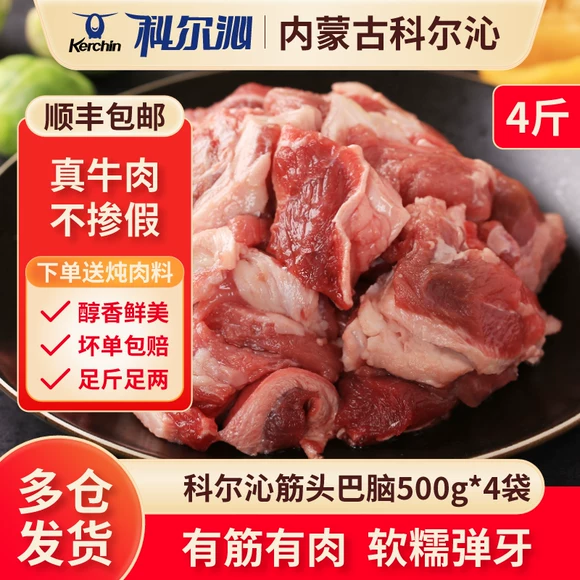 Kerchin
科尔沁
内蒙古科尔沁
顺丰包邮
真牛肉
不掺假
下单送炖肉料
醇香鲜美
坏单包赔
足斤足两
4斤
多仓
发货
科尔沁筋头巴脑500g*4袋
有筋有肉 软糯弹牙